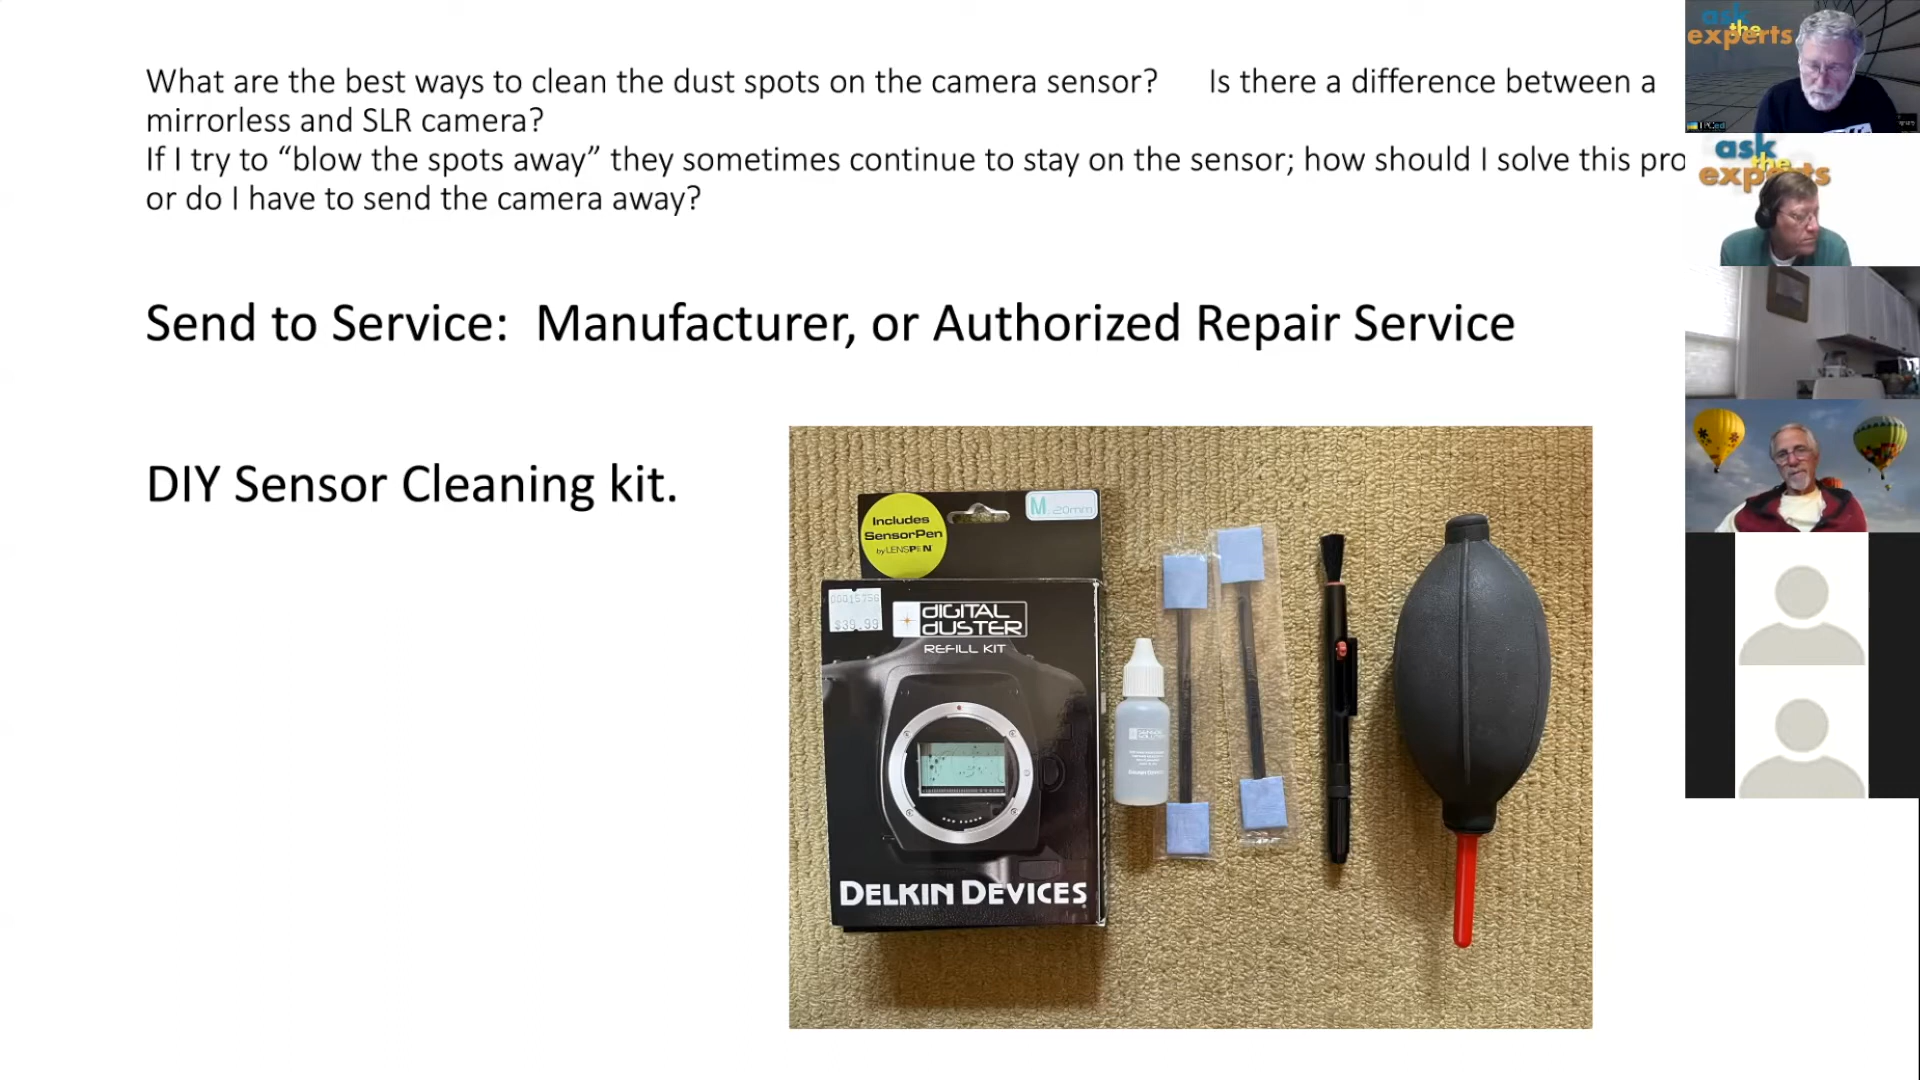 What are the best ways to clean the dust spots on the camera sensor? Is there a difference between a
mirrorless and SLR camera?
If I try to “blow the spots away” they sometimes continue to stay on the sensor; how should I solve this pro
or do I have to send the camera away?
Send to Service: Manufacturer, or Authorized Repair Service
DIY Sensor Cleaning kit.
Includes
SensorPen
by LENSPEN
M, 20mm
00015756
$39.99
DIGITAL
DUSTER
REFILL KIT
DELKIN DEVICES
ask
the
experts
ask
the
experts